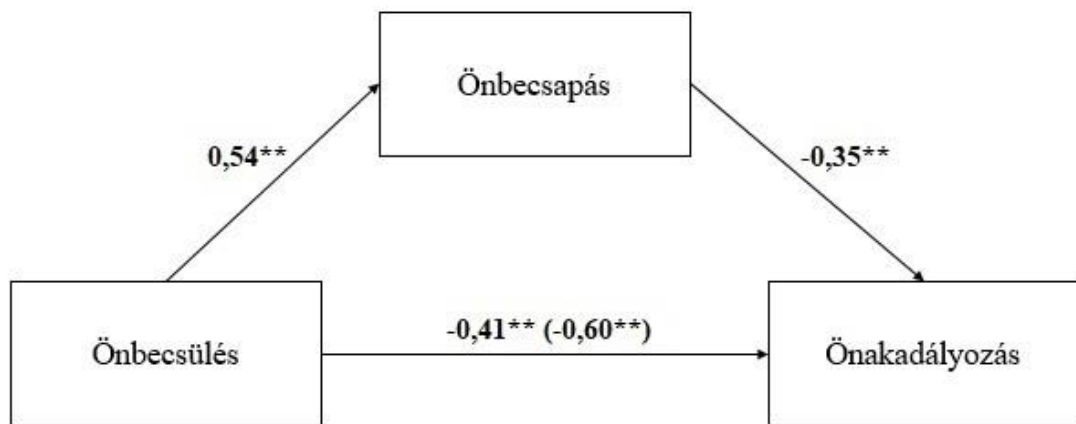 Önbecsapás
0,54**
-0,35**
-0,41** (-0,60**)
Önbecsülés
Önakadályozás